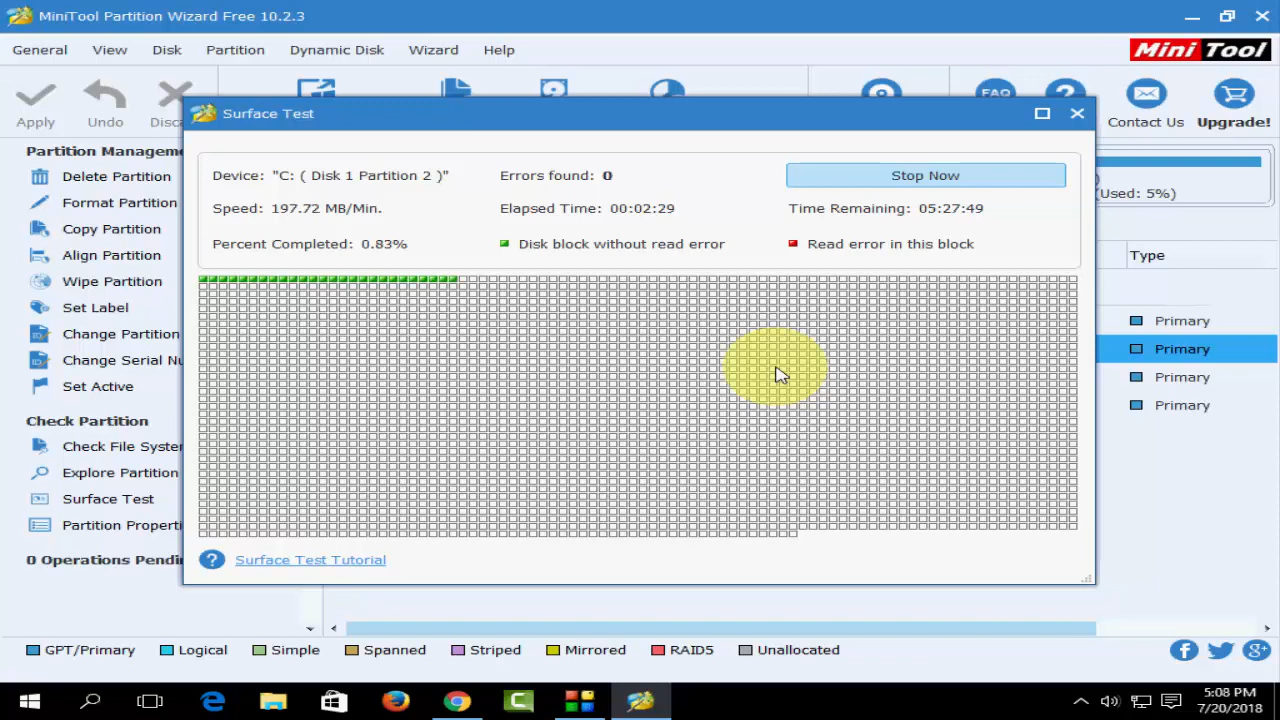 MiniTool Partition Wizard Free 10.2.3
General View Disk Partition Dynamic Disk Wizard Help
Mini Tool
Apply Undo Disca FAQ ? Contact Us Upgrade!
Surface Test
Partition Manageme
Delete Partition
Format Partition
Copy Partition
Align Partition
Wipe Partition
Set Label
Change Partition
Change Serial Nu
Set Active
Check Partition
Check File System
Explore Partition
Surface Test
Partition Properti
0 Operations Pendin
Device: "C: ( Disk 1 Partition 2 )" Errors found: 0 Stop Now
Speed: 197.72 MB/Min. Elapsed Time: 00:02:29 Time Remaining: 05:27:49
Percent Completed: 0.83% Disk block without read error Read error in this block
? Surface Test Tutorial
)
(Used: 5%)
Type
Primary
Primary
Primary
Primary
GPT/Primary Logical Simple Spanned Striped Mirrored RAID5 Unallocated
5:08 PM
7/20/2018